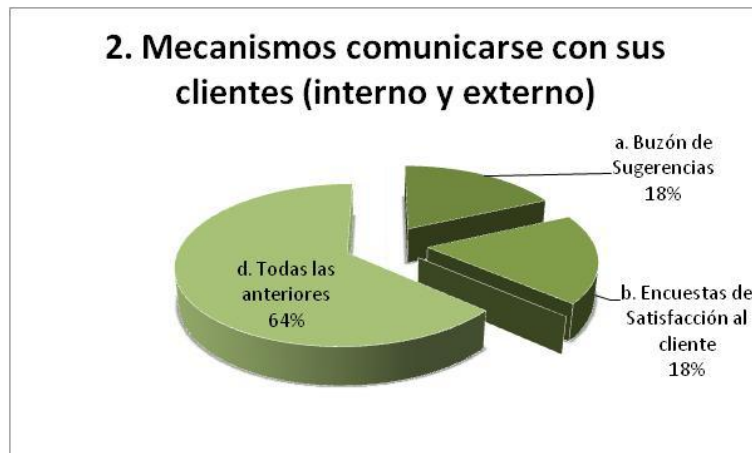 2. Mecanismos comunicarse con sus
clientes (interno y externo)
a. Buzón de
Sugerencias
18%
d. Todas las
anteriores
64%
b. Encuestas de
Satisfacción al
cliente
18%